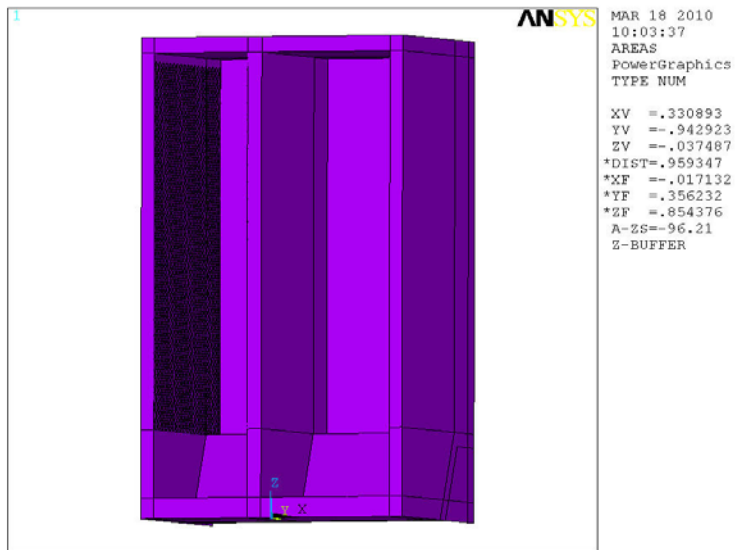 1
ANSYS
MAR 18 2010
10:03:37
AREAS
PowerGraphics
TYPE NUM
XV =.330893
YV =-.942923
ZV =-.037487
*DIST=.959347
*XF =-.017132
*YF =.356232
*ZF =.854376
A-ZS=-96.21
Z-BUFFER
Z
Y X